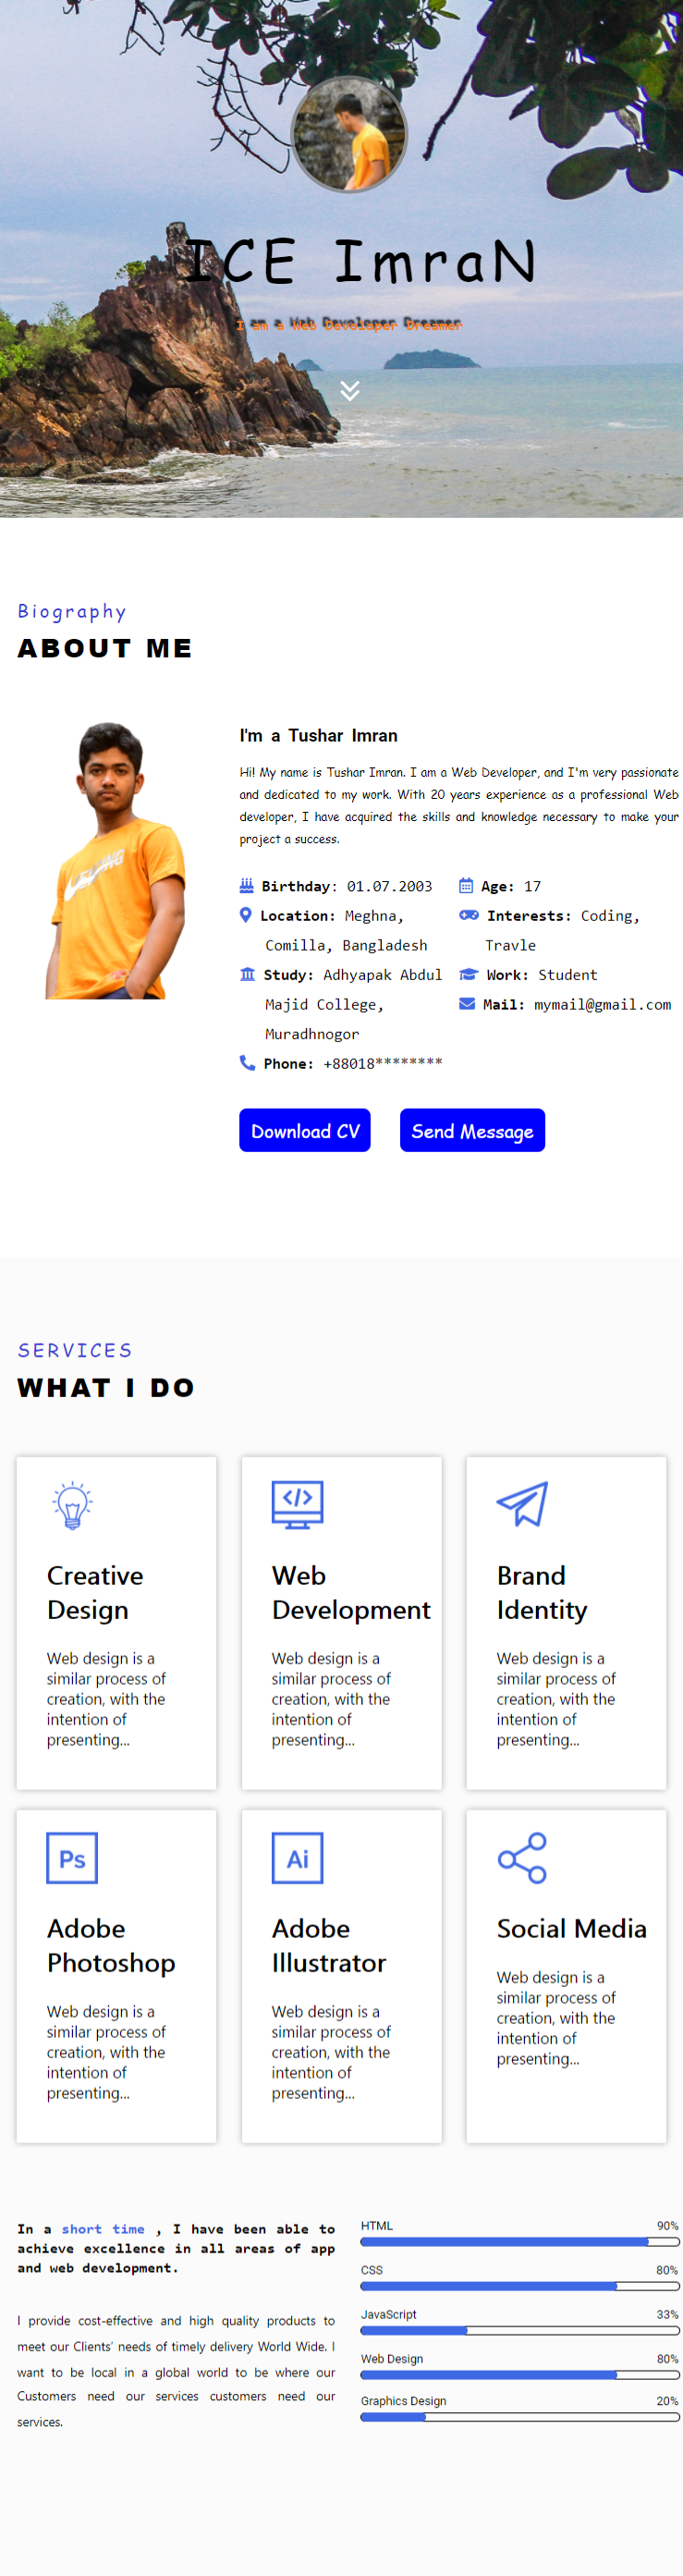 ICE ImraN
I am a Web Developer Dreamer
Biography
ABOUT ME
I'm a Tushar Imran
Hi! My name is Tushar Imran. I am a Web Developer, and I'm very passionate
and dedicated to my work. With 20 years experience as a professional Web
developer, I have acquired the skills and knowledge necessary to make your
project a success.
Birthday: 01.07.2003
Location: Meghna,
Comilla, Bangladesh
Study: Adhyapak Abdul
Majid College,
Muradhnogor
Phone: +88018********
Age: 17
Interests: Coding,
Travle
Work: Student
Mail: mymail@gmail.com
Download CV
Send Message
SERVICES
WHAT I DO
Creative
Design
Web design is a
similar process of
creation, with the
intention of
presenting...
</>
Web
Development
Web design is a
similar process of
creation, with the
intention of
presenting...
Brand
Identity
Web design is a
similar process of
creation, with the
intention of
presenting...
Ps
Adobe
Photoshop
Web design is a
similar process of
creation, with the
intention of
presenting...
Ai
Adobe
Illustrator
Web design is a
similar process of
creation, with the
intention of
presenting...
Social Media
Web design is a
similar process of
creation, with the
intention of
presenting...
In a short time , I have been able to
achieve excellence in all areas of app
and web development.
I provide cost-effective and high quality products to
meet our Clients' needs of timely delivery World Wide. I
want to be local in a global world to be where our
Customers need our services customers need our
services.
HTML 90%
CSS 80%
JavaScript 33%
Web Design 80%
Graphics Design 20%